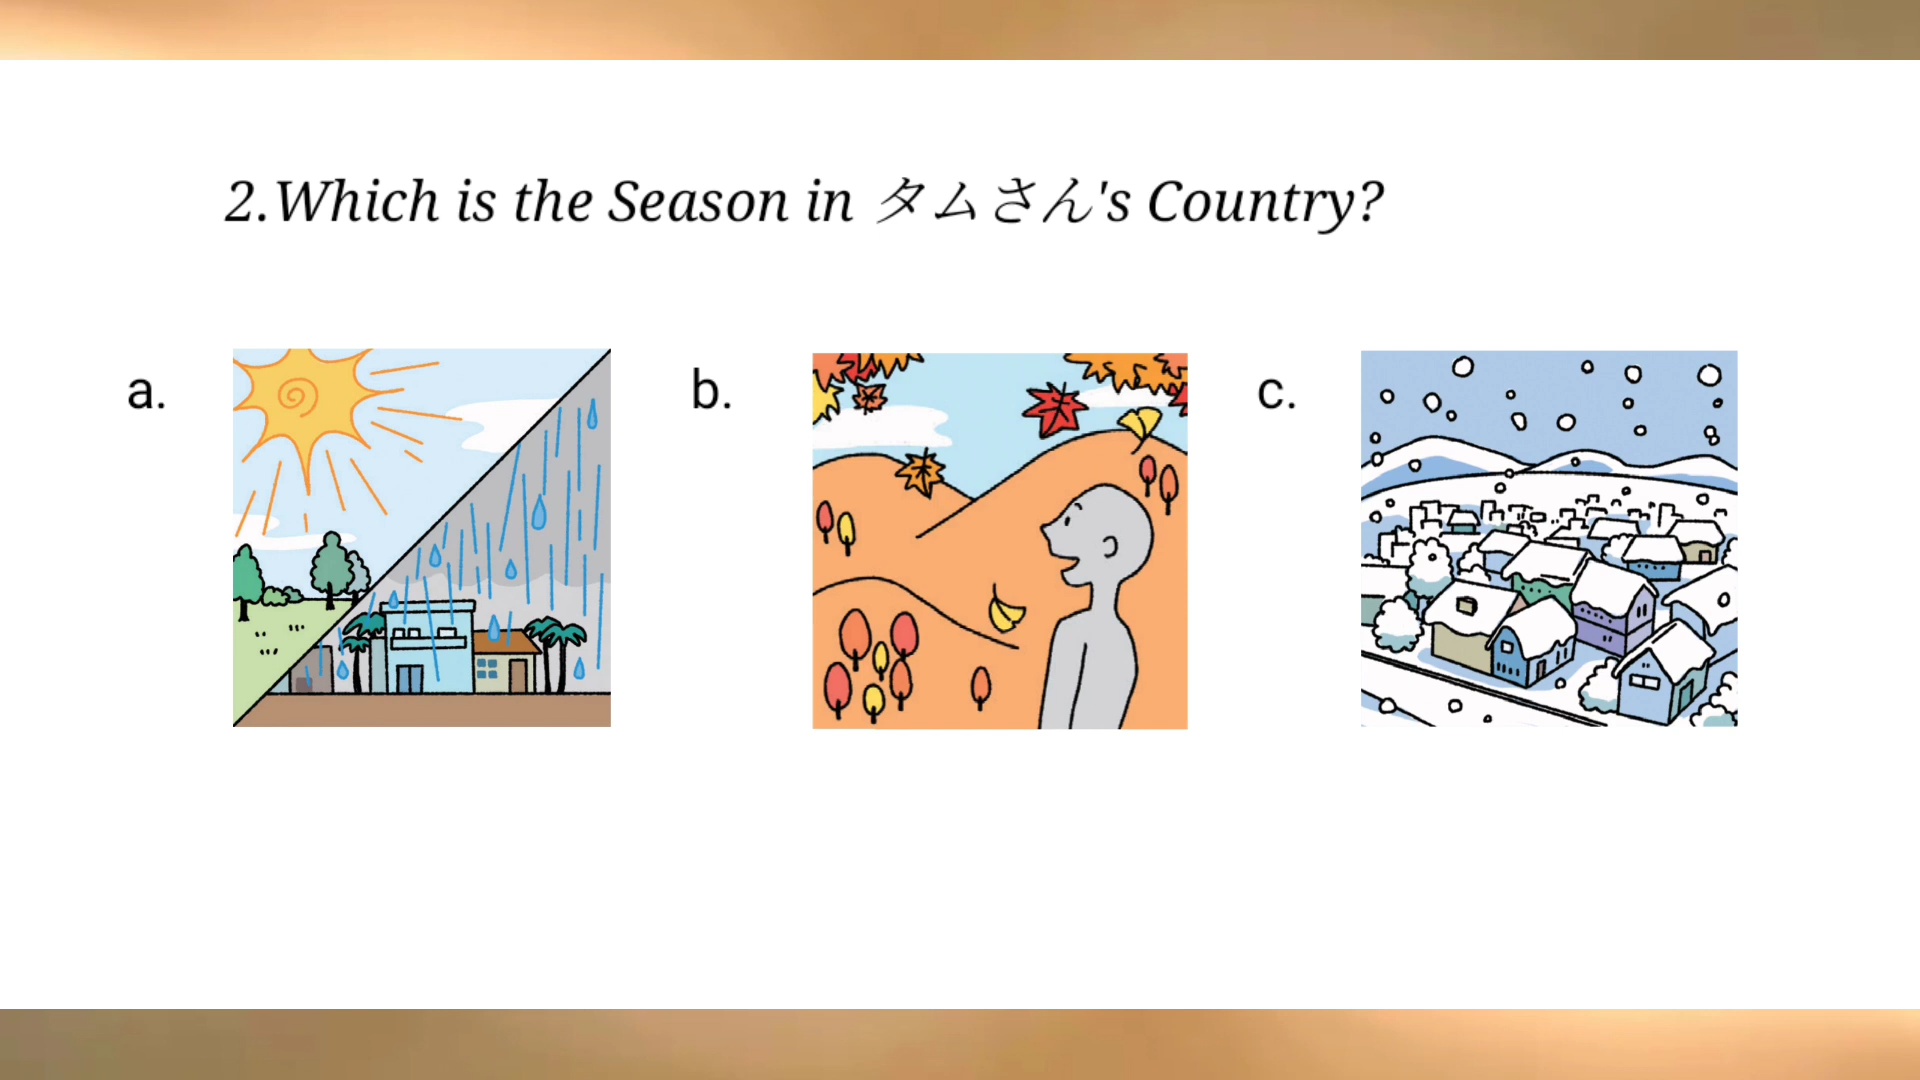 2.Which is the Season in タムさん's Country?
a.
b.
c.